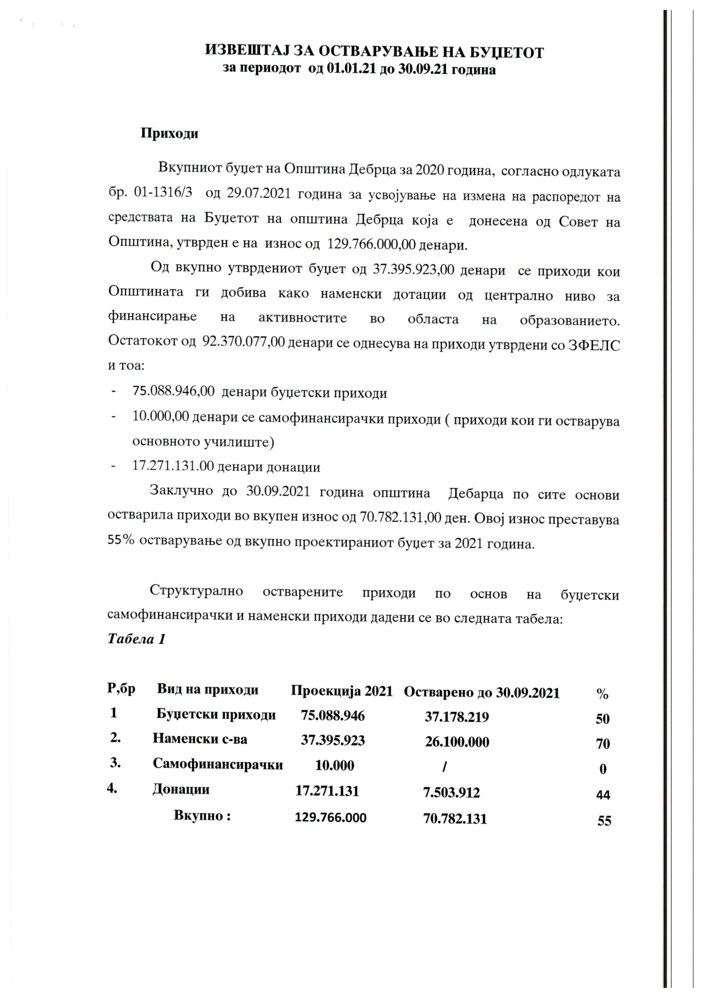 ИЗВЕШТАЈ ЗА ОСТВАРУВАЊЕ НА БУЏЕТОТ
за периодот од 01.01.21 до 30.09.21 година
Приходи
Вкупниот буџет на Општина Дебрца за 2020 година, согласно одлуката
бр. 01-1316/3 од 29.07.2021 година за усвојување на измена на распоредот на
средствата на Буџетот на општина Дебрца која е донесена од Совет на
Општина, утврден е на износ од 129.766.000,00 денари.
Од вкупно утврдениот буџет од 37.395.923,00 денари се приходи кои
Општината ги добива како наменски дотации од централно ниво за
финансирање на активностите во областа на образованието.
Остатокот од 92.370.077,00 денари се однесува на приходи утврдени со ЗФЕЛС
и тоа:
- 75.088.946,00 денари буџетски приходи
- 10.000,00 денари се самофинансирачки приходи ( приходи кои ги остварува
основното училиште)
- 17.271.131.00 денари донации
Заклучно до 30.09.2021 година општина Дебарца по сите основи
остварила приходи во вкупен износ од 70.782.131,00 ден. Овој износ преставува
55% остварување од вкупно проектираниот буџет за 2021 година.
Структурално остварените приходи по основ на буџетски
самофинансирачки и наменски приходи дадени се во следната табела:
Табела 1
Р,бр Вид на приходи Проекција 2021 Остварено до 30.09.2021 %
1 Буџетски приходи 75.088.946 37.178.219 50
2. Наменски с-ва 37.395.923 26.100.000 70
3. Самофинансирачки 10.000 / 0
4. Донации 17.271.131 7.503.912 44
Вкупно : 129.766.000 70.782.131 55